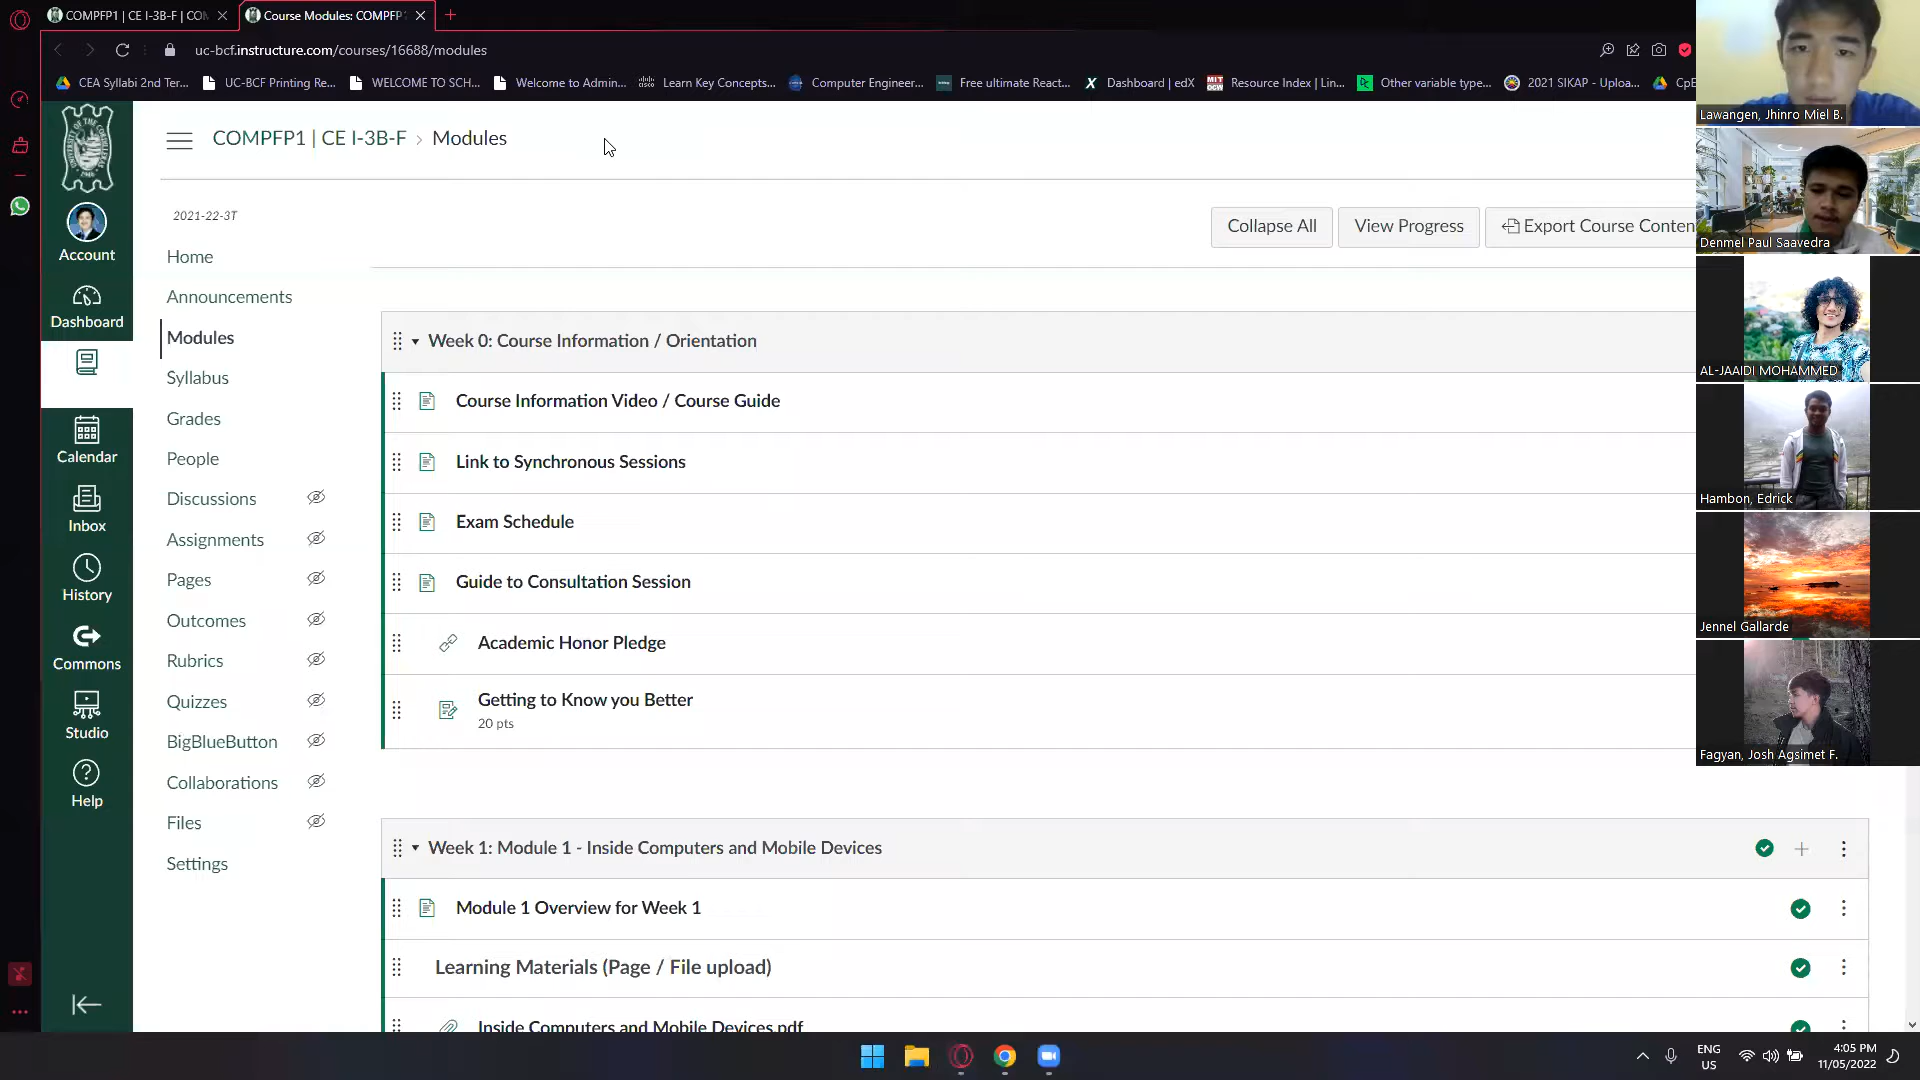 COMPFP1 | CE I-3B-F | COM
Course Modules: COMPFP1
uc-bcf.instructure.com/courses/16688/modules
CEA Syllabi 2nd Ter...
UC-BCF Printing Re...
WELCOME TO SCH...
Welcome to Admin...
Learn Key Concepts...
Computer Engineer...
Free ultimate React...
Dashboard | edX
Resource Index | Lin...
Other variable type...
2021 SIKAP - Uploa...
CpE
COMPFP1 | CE I-3B-F > Modules
Account
Dashboard
Calendar
Inbox
History
Commons
Studio
Help
2021-22-3T
Home
Announcements
Modules
Syllabus
Grades
People
Discussions
Assignments
Pages
Outcomes
Rubrics
Quizzes
BigBlueButton
Collaborations
Files
Settings
Collapse All
View Progress
Export Course Conten
Week 0: Course Information / Orientation
Course Information Video / Course Guide
Link to Synchronous Sessions
Exam Schedule
Guide to Consultation Session
Academic Honor Pledge
Getting to Know you Better
20 pts
Week 1: Module 1 - Inside Computers and Mobile Devices
Module 1 Overview for Week 1
Learning Materials (Page / File upload)
Inside Computers and Mobile Devices.pdf
Lawangen, Jhinro Miel B.
Denmel Paul Saavedra
AL-JAAIDI MOHAMMED
Hambon, Edrick
Jennel Gallarde
Fagyan, Josh Agsimet F.
ENG
US
4:05 PM
11/05/2022